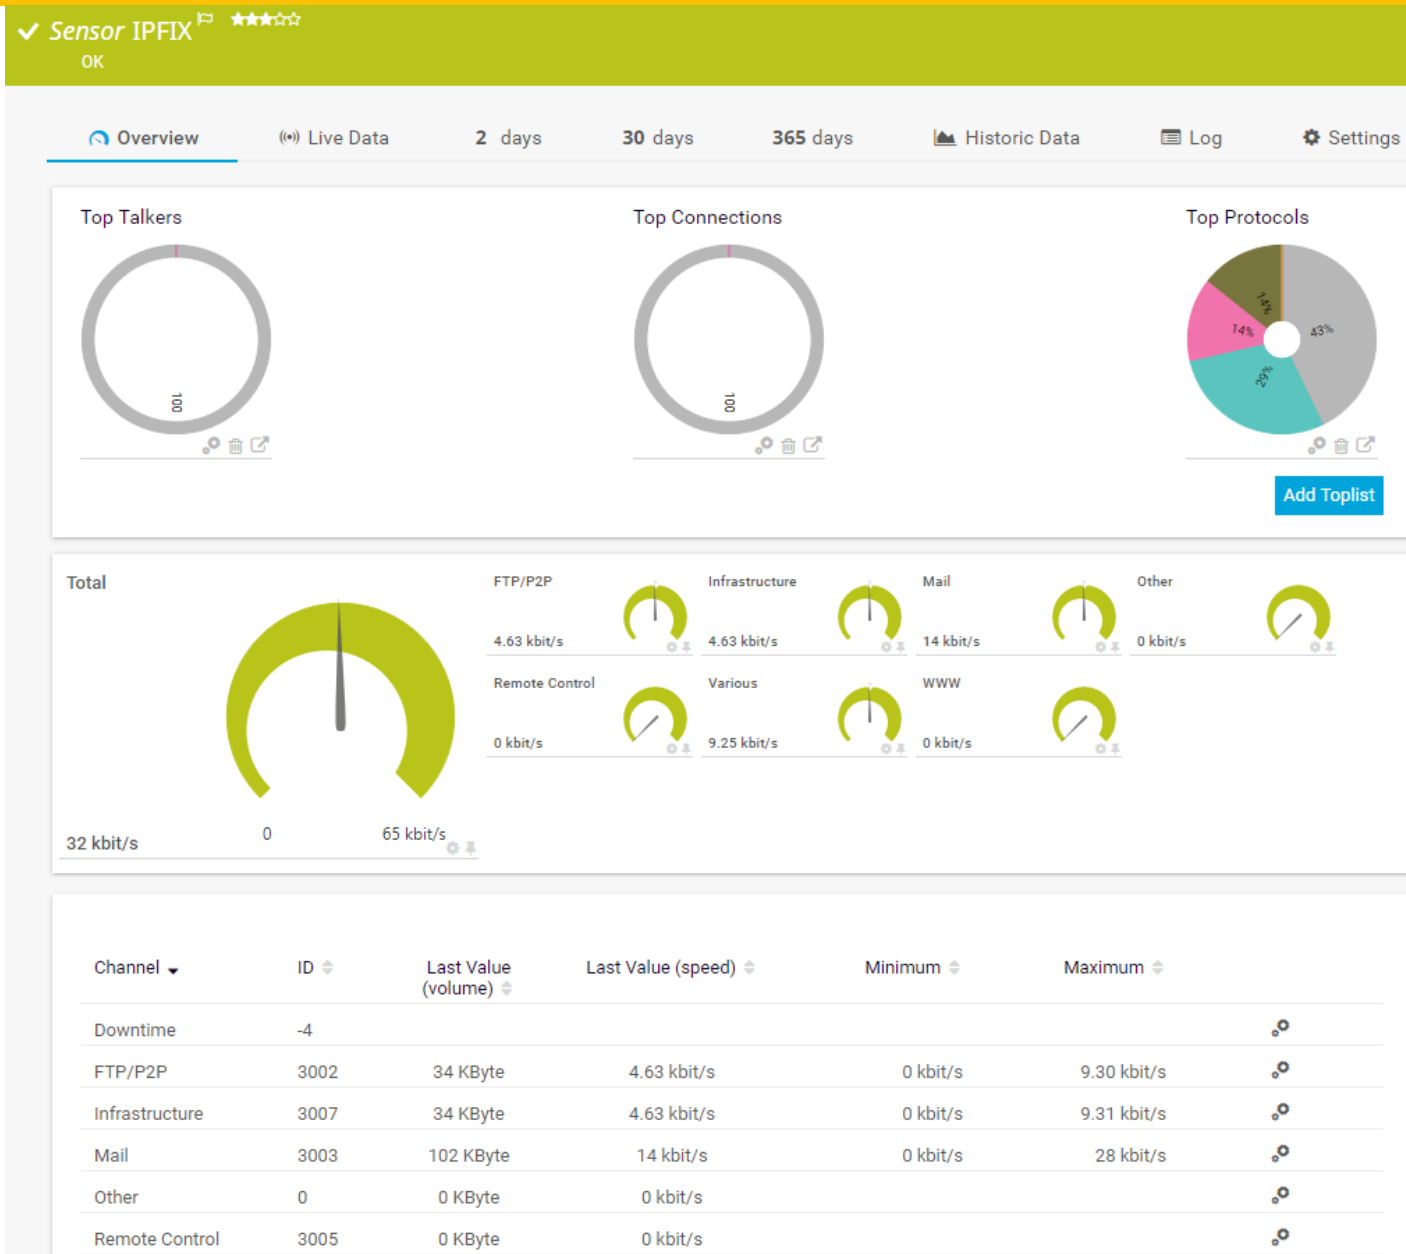 Sensor IPFIX
OK
Overview Live Data 2 days 30 days 365 days Historic Data Log Settings
Top Talkers Top Connections Top Protocols
100
100
43%
29%
14%
14%
Add Toplist
Total
32 kbit/s
0 65 kbit/s
FTP/P2P
4.63 kbit/s
Infrastructure
4.63 kbit/s
Mail
14 kbit/s
Other
0 kbit/s
Remote Control
0 kbit/s
Various
9.25 kbit/s
WWW
0 kbit/s
Channel ID Last Value Last Value (speed) Minimum Maximum
(volume)
Downtime -4
FTP/P2P 3002 34 KByte 4.63 kbit/s 0 kbit/s 9.30 kbit/s
Infrastructure 3007 34 KByte 4.63 kbit/s 0 kbit/s 9.31 kbit/s
Mail 3003 102 KByte 14 kbit/s 0 kbit/s 28 kbit/s
Other 0 0 KByte 0 kbit/s
Remote Control 3005 0 KByte 0 kbit/s